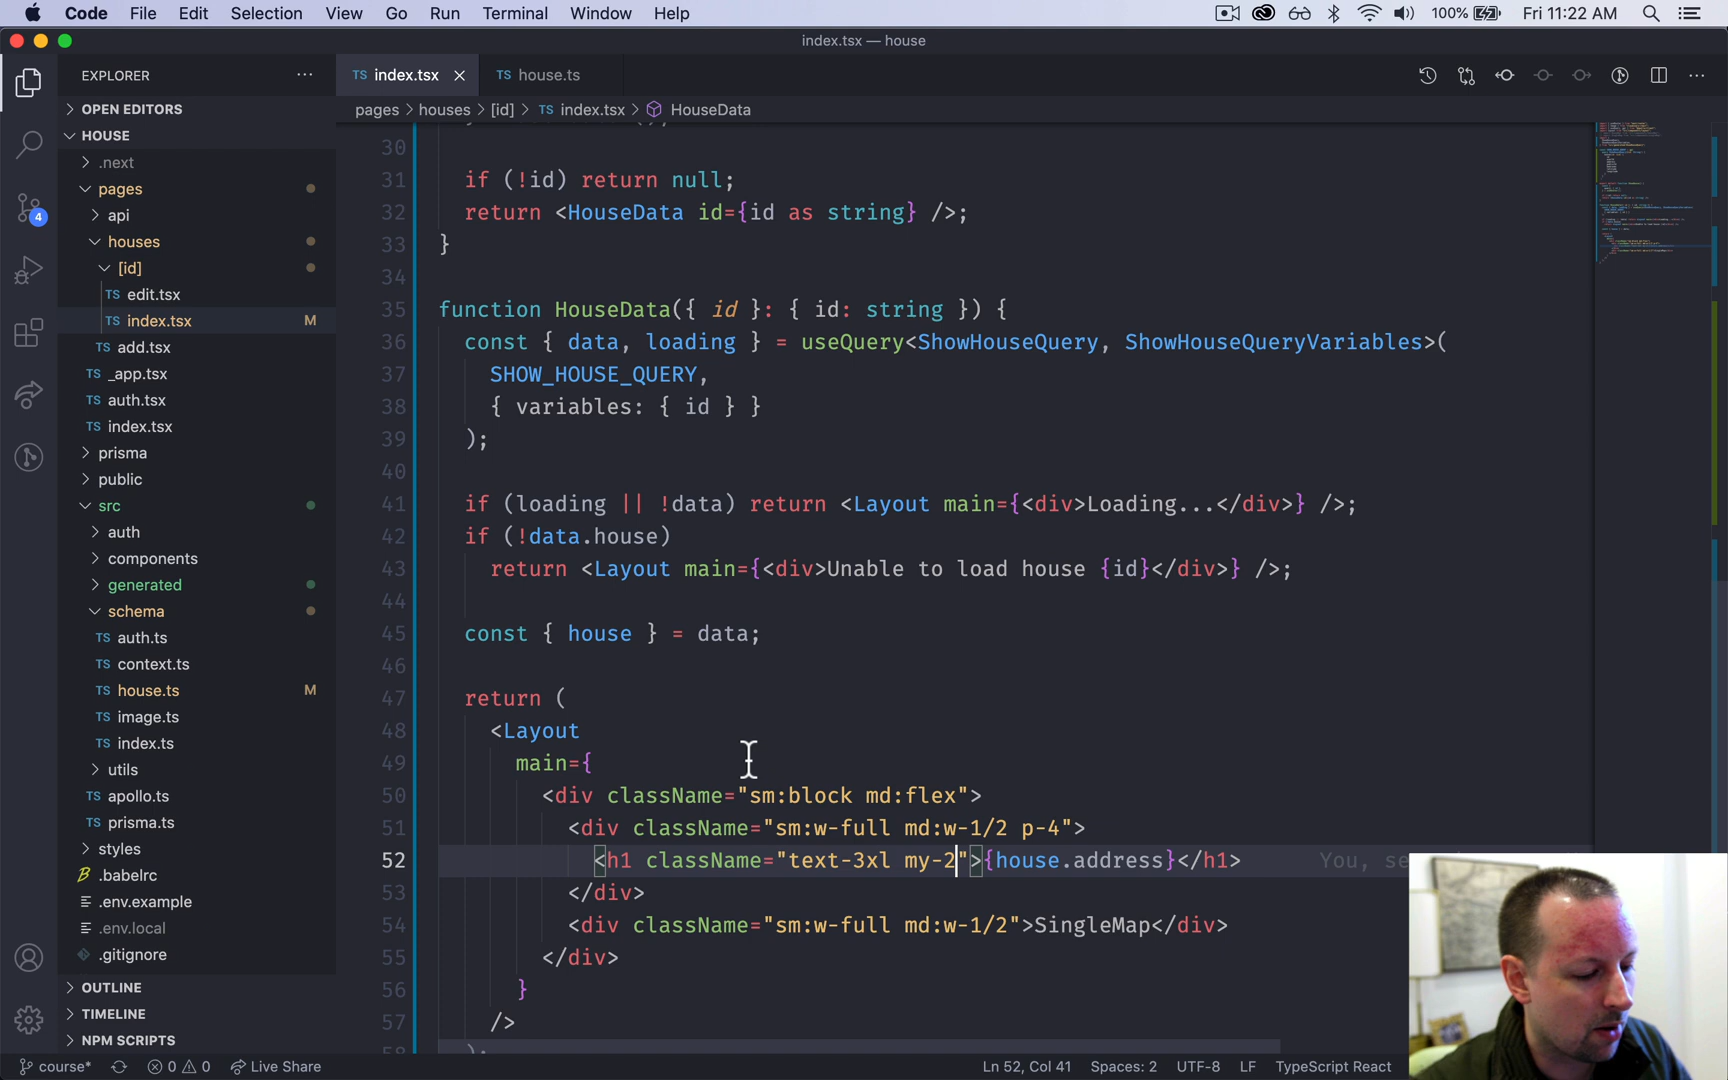 Code File Edit Selection View Go Run Terminal Window Help 100% Fri 11:22 AM
index.tsx — house
EXPLORER
TS index.tsx
TS house.ts
pages > houses > [id] > TS index.tsx > HouseData
OPEN EDITORS
HOUSE
.next
pages
api
houses
[id]
TS edit.tsx
TS index.tsx M
TS add.tsx
TS _app.tsx
TS auth.tsx
TS index.tsx
prisma
public
src
auth
components
generated
schema
TS auth.ts
TS context.ts
TS house.ts M
TS image.ts
TS index.ts
utils
TS apollo.ts
TS prisma.ts
styles
.babelrc
.env.example
.env.local
.gitignore
OUTLINE
TIMELINE
NPM SCRIPTS
4
30
31 if (!id) return null;
32 return <HouseData id={id as string} />;
33 }
34
35 function HouseData({ id }: { id: string }) {
36 const { data, loading } = useQuery<ShowHouseQuery, ShowHouseQueryVariables>(
37 SHOW_HOUSE_QUERY,
38 { variables: { id } }
39 );
40
41 if (loading || !data) return <Layout main={<div>Loading...</div>} />;
42 if (!data.house)
43 return <Layout main={<div>Unable to load house {id}</div>} />;
44
45 const { house } = data;
46
47 return (
48 <Layout
49 main={
50 <div className="sm:block md:flex">
51 <div className="sm:w-full md:w-1/2 p-4">
52 <h1 className="text-3xl my-2">{house.address}</h1> You, se
53 </div>
54 <div className="sm:w-full md:w-1/2">SingleMap</div>
55 </div>
56 }
57 />
58 );
course* 0 0 Live Share Ln 52, Col 41 Spaces: 2 UTF-8 LF TypeScript React